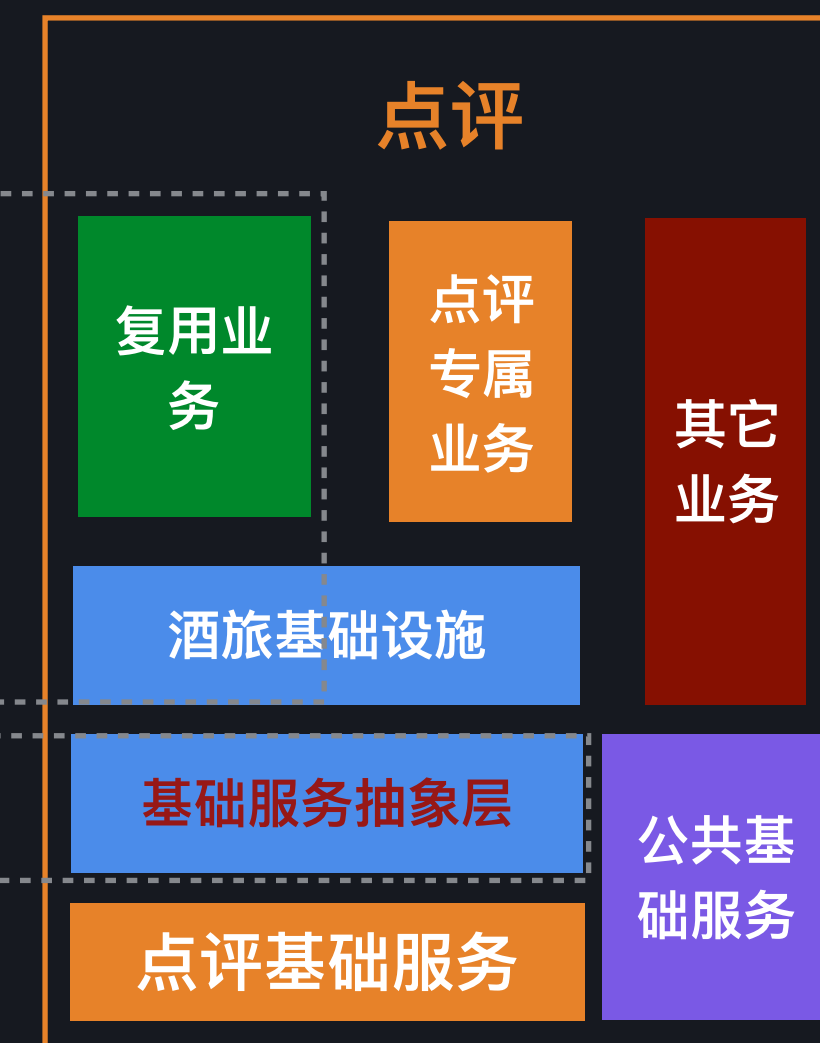 点评
复用业
务
点评
专属
业务
其它
业务
酒旅基础设施
基础服务抽象层
公共基
础服务
点评基础服务